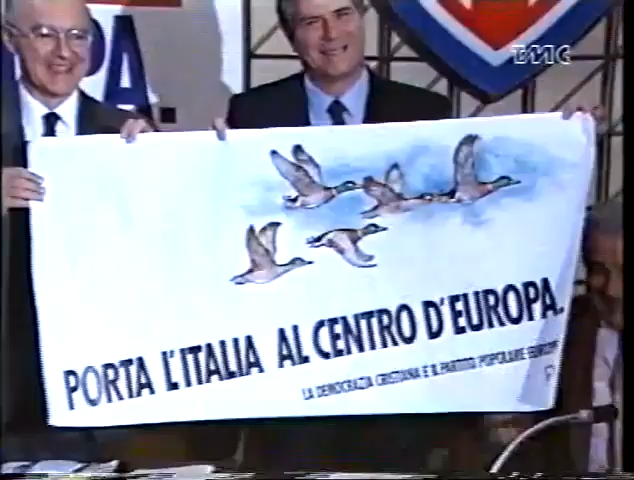 TMC
PA.
PORTA L'ITALIA AL CENTRO D'EUROPA.
LA DEMOCRAZIA CRISTIANA E IL PARTITO POPOLARE EUROPEO